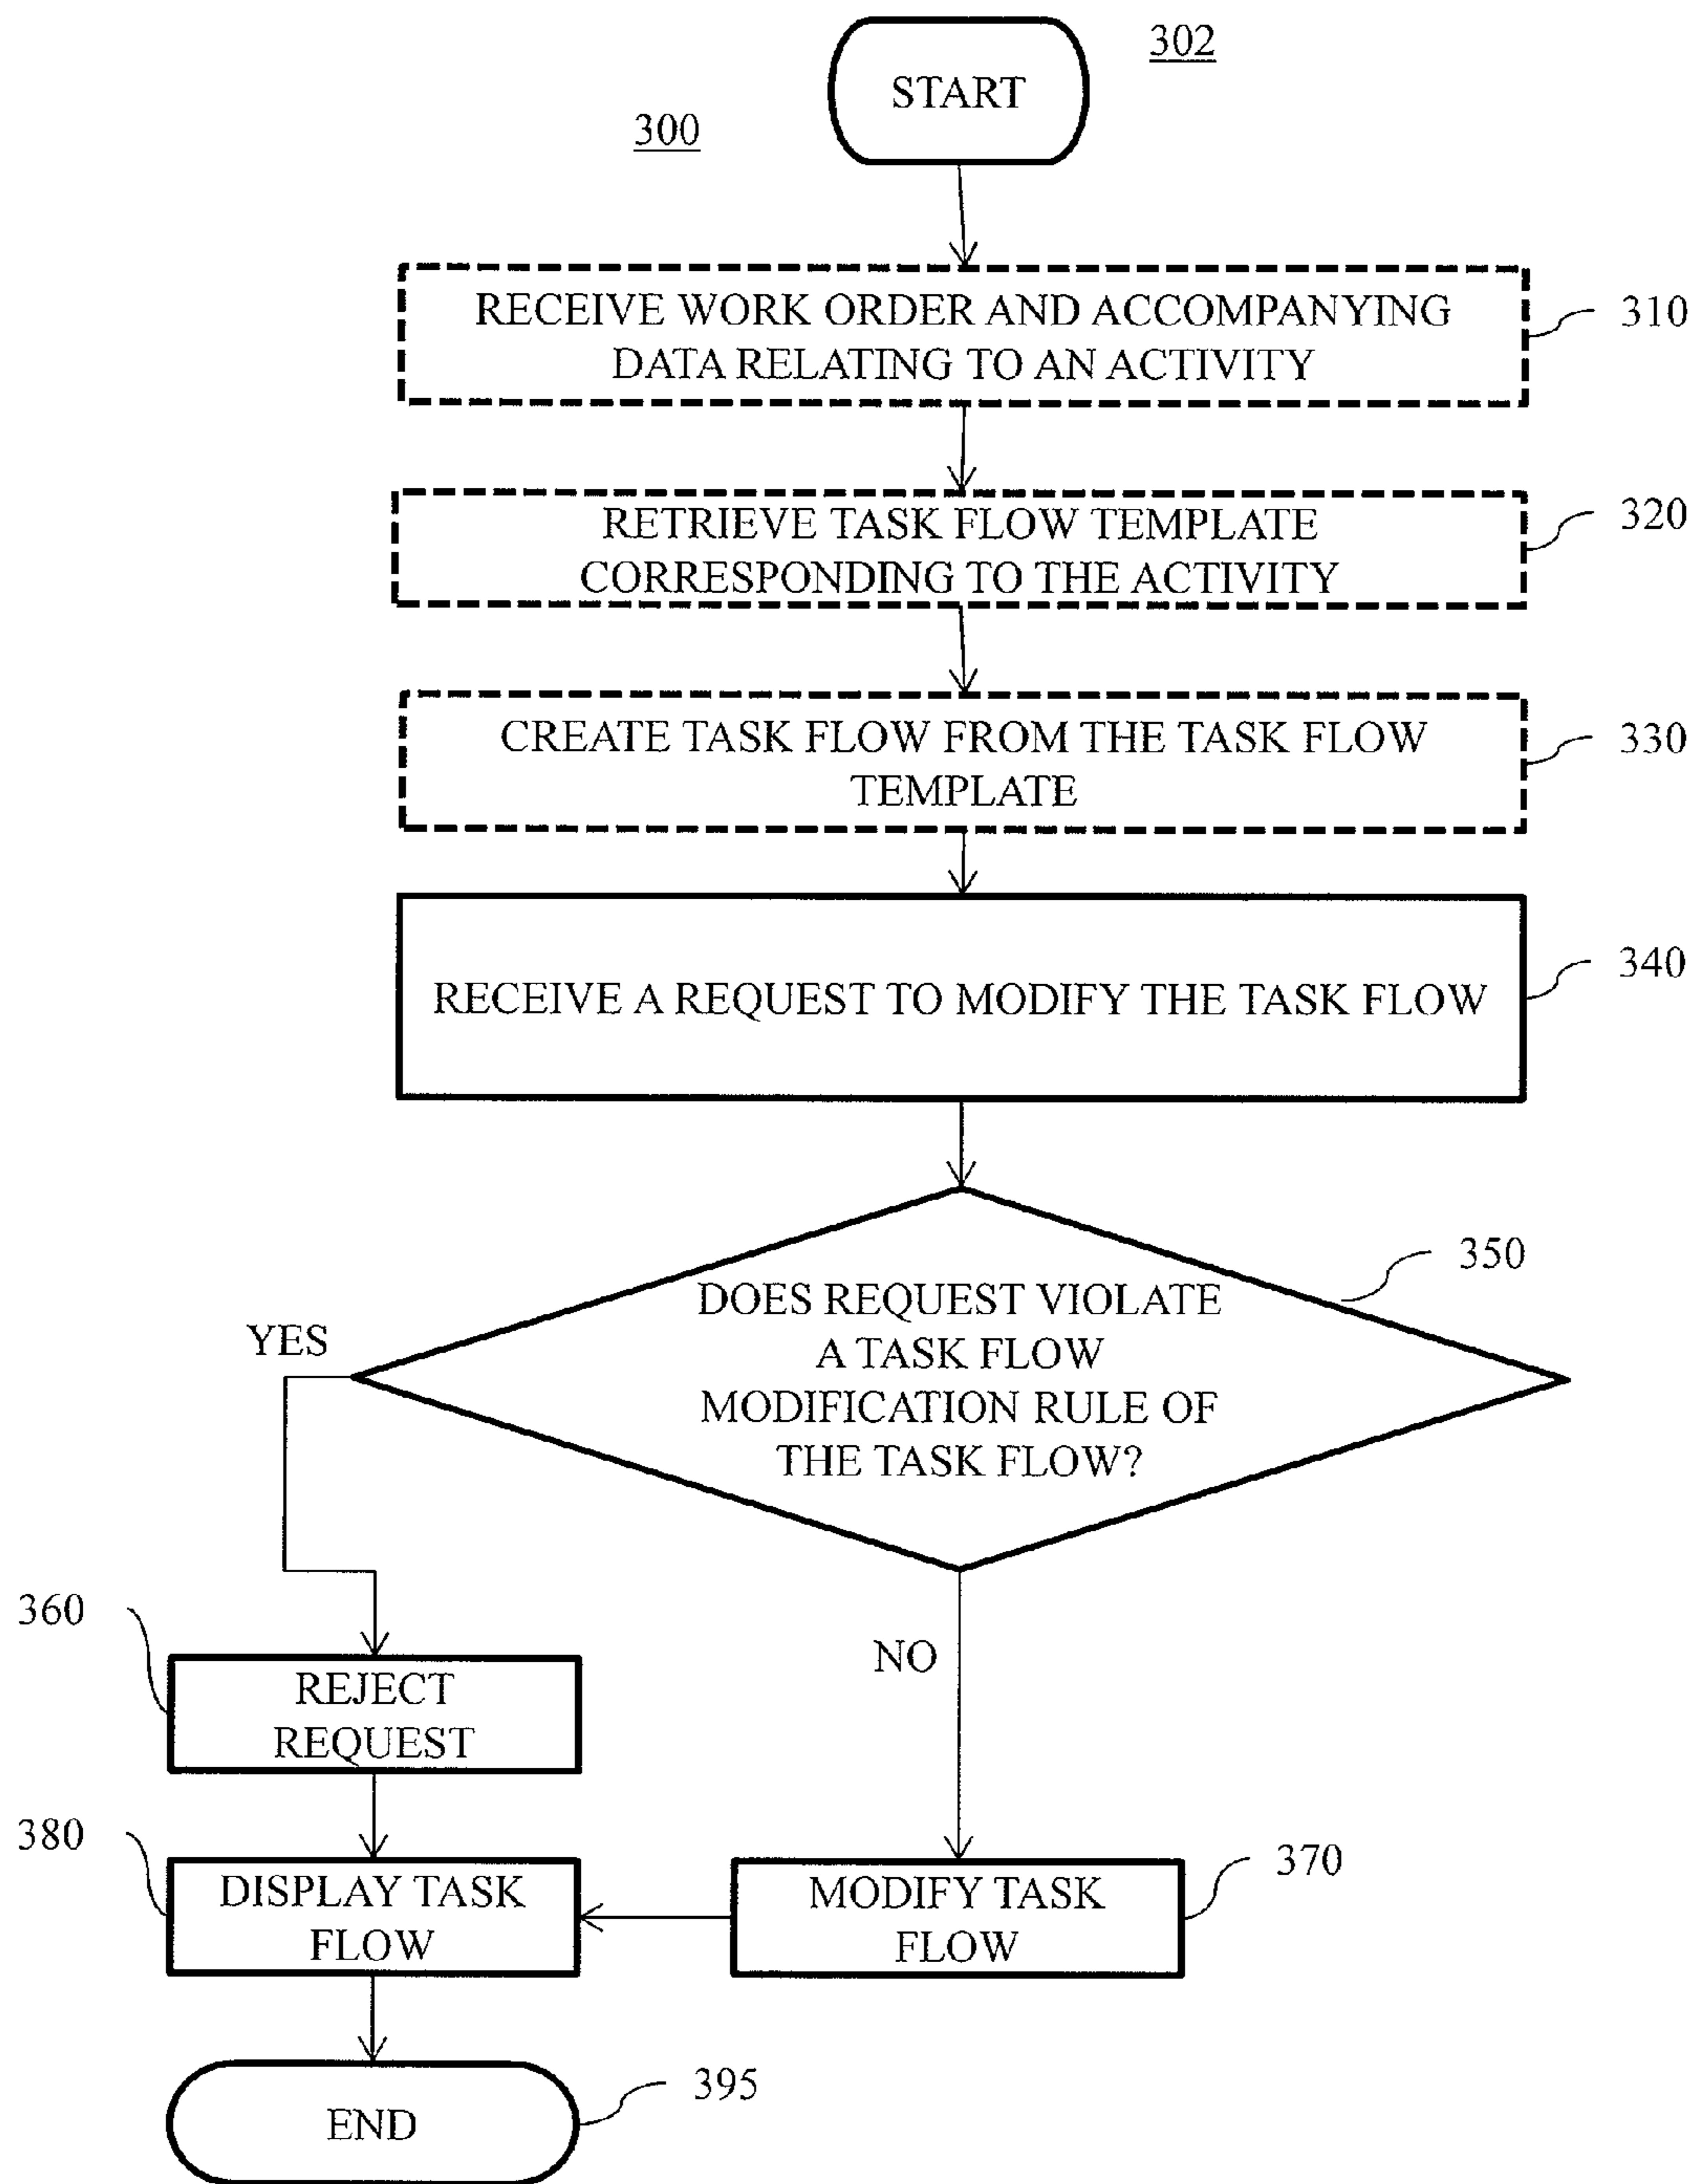 302
START
300
RECEIVE WORK ORDER AND ACCOMPANYING
DATA RELATING TO AN ACTIVITY
310
RETRIEVE TASK FLOW TEMPLATE
CORRESPONDING TO THE ACTIVITY
320
CREATE TASK FLOW FROM THE TASK FLOW
TEMPLATE
330
RECEIVE A REQUEST TO MODIFY THE TASK FLOW
340
350
DOES REQUEST VIOLATE
A TASK FLOW
MODIFICATION RULE OF
THE TASK FLOW?
YES
NO
360
REJECT
REQUEST
380
DISPLAY TASK
FLOW
MODIFY TASK
FLOW
370
END
395